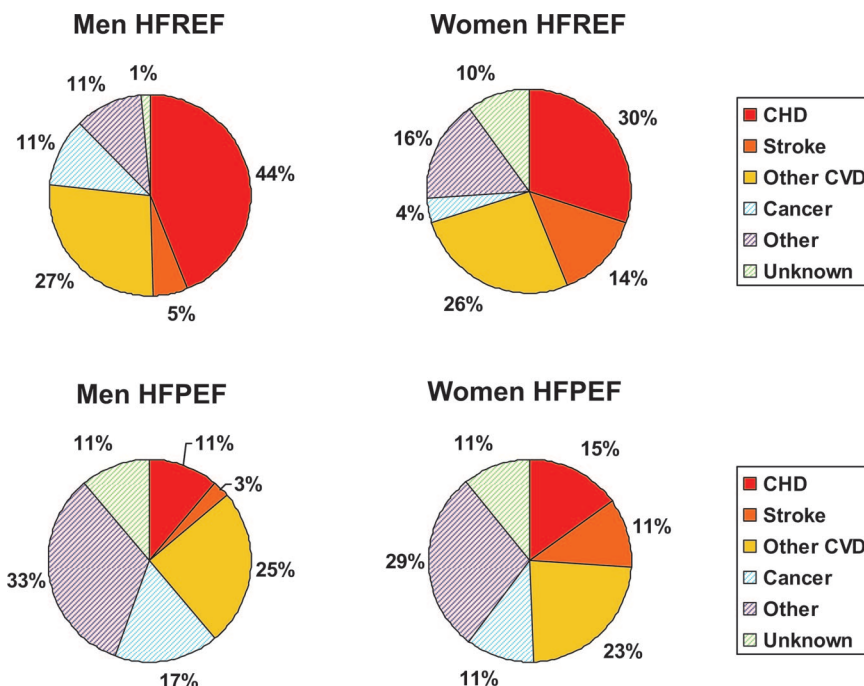 Men HFREF
1%
11%
11%
44%
27%
5%
Women HFREF
10%
30%
16%
4%
14%
26%
CHD
Stroke
Other CVD
Cancer
Other
Unknown
Men HFPEF
11%
11%
3%
33%
25%
17%
Women HFPEF
11%
15%
11%
29%
23%
11%
CHD
Stroke
Other CVD
Cancer
Other
Unknown